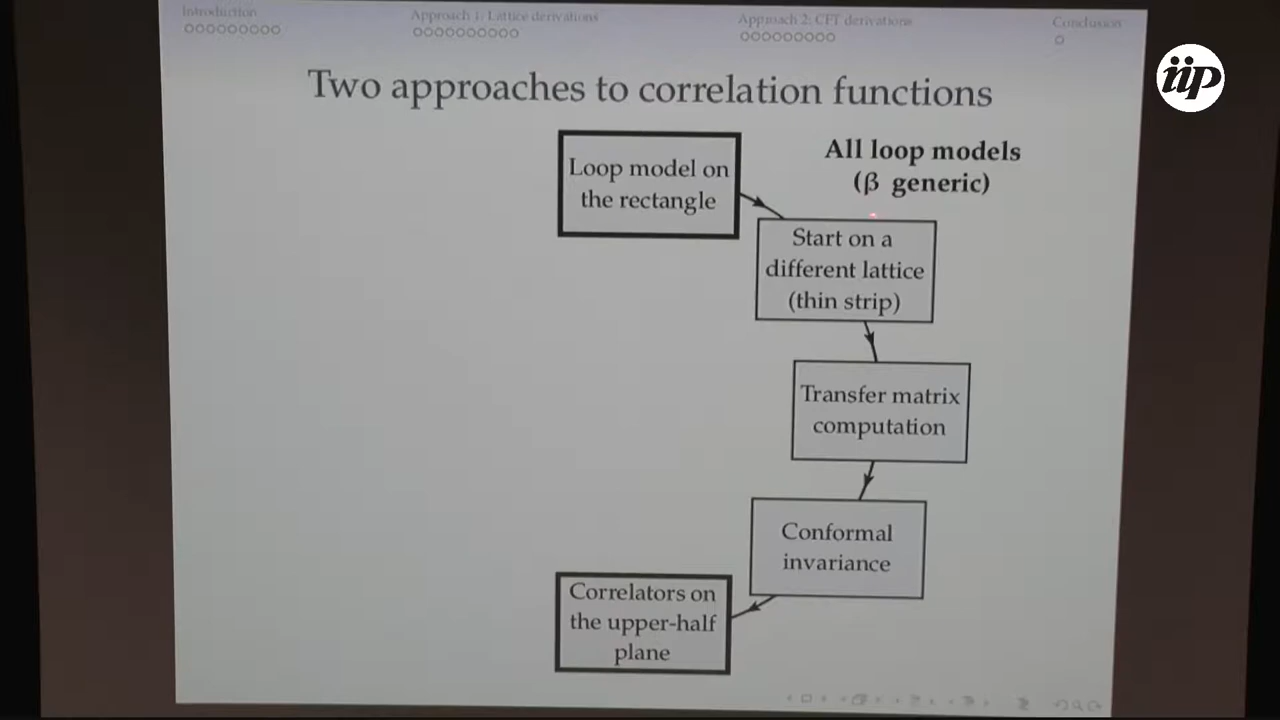 Introduction
Approach 1: Lattice derivations
Approach 2: CFT derivations
Conclusion
iip
Two approaches to correlation functions
Loop model on
the rectangle
All loop models
(β generic)
Start on a
different lattice
(thin strip)
Transfer matrix
computation
Conformal
invariance
Correlators on
the upper-half
plane